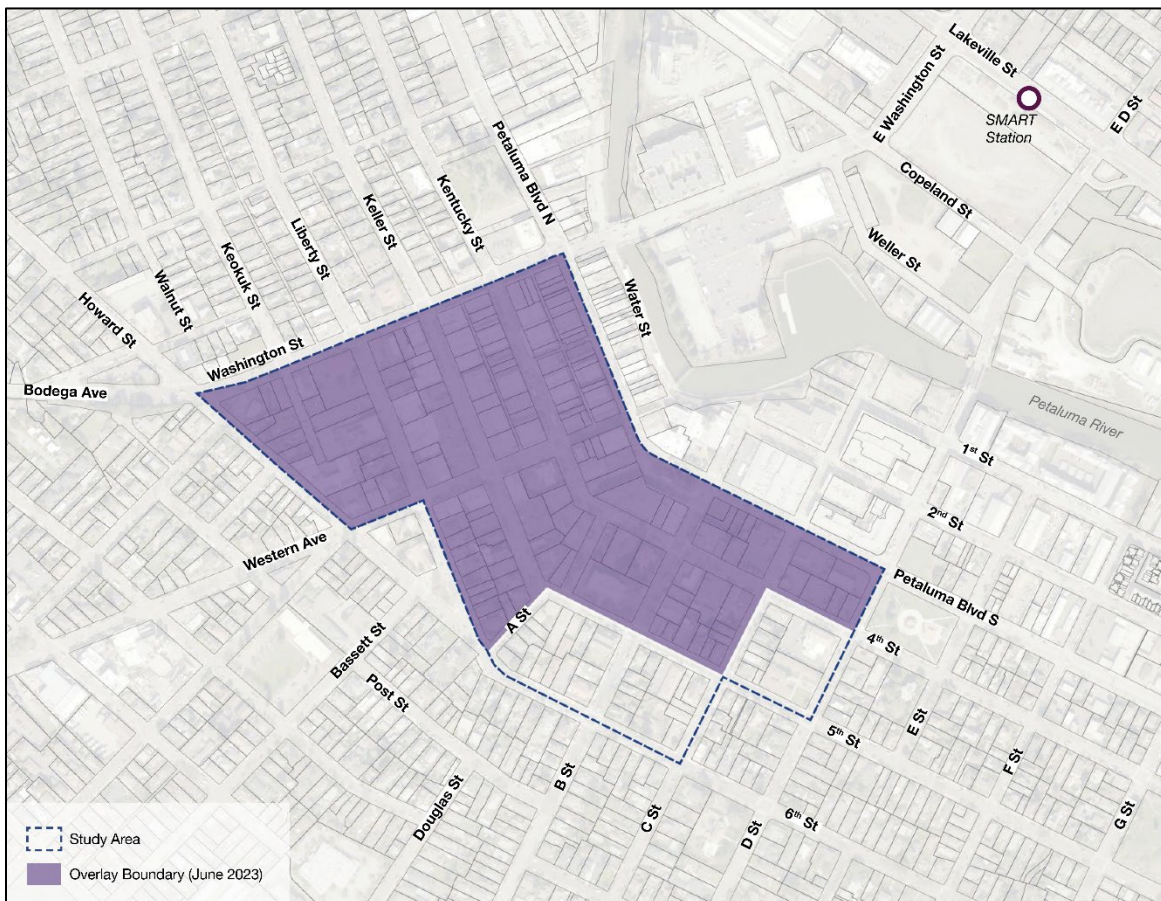 Lakeville St
E Washington St
E D St
SMART
Station
Petaluma Blvd N
Copeland St
Kentucky St
Keller St
Weller St
Liberty St
Keokuk St
Walnut St
Water St
Howard St
Washington St
Bodega Ave
Petaluma River
1st St
2nd St
Western Ave
Petaluma Blvd S
A St
4th St
Bassett St
Post St
E St
5th St
F St
B St
Douglas St
C St
D St
6th St
G St
Study Area
Overlay Boundary (June 2023)